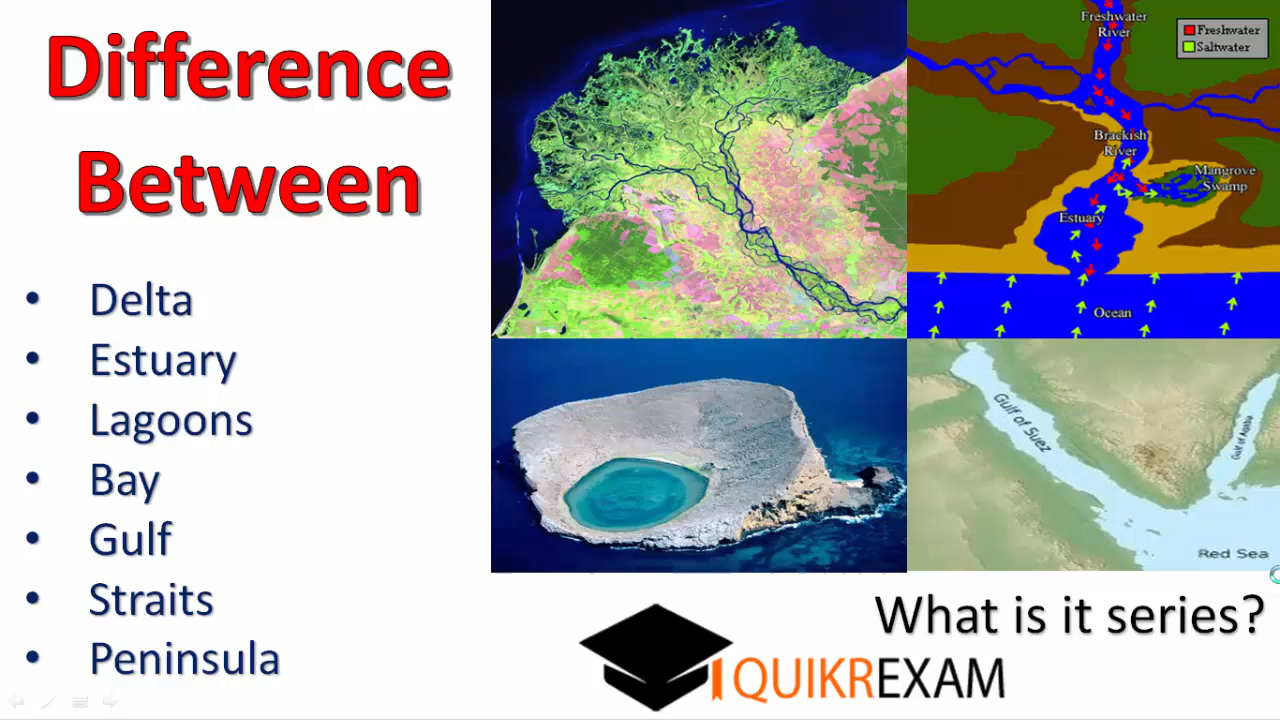 Difference
Between
• Delta
• Estuary
• Lagoons
• Bay
• Gulf
• Straits
• Peninsula
Freshwater
River
Freshwater
Saltwater
Brackish
River
Mangrove
Swamp
Estuary
Ocean
Gulf of Suez
Gulf of Aqaba
Red Sea
What is it series?
QUIKREXAM